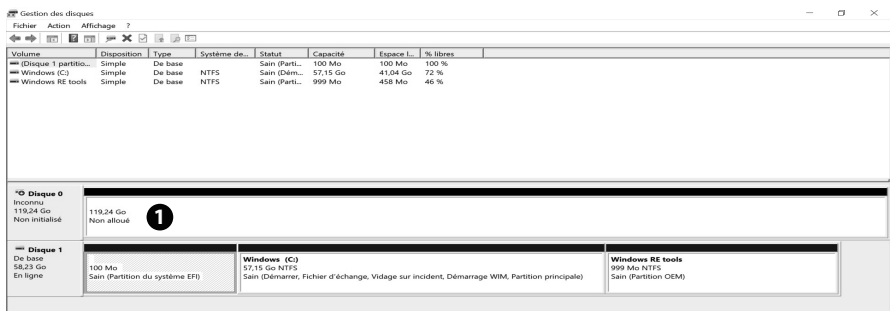 Gestion des disques
Fichier Action Affichage ?
Volume Disposition Type Système de... Statut Capacité Espace l... % libres
(Disque 1 partitio... Simple De base Sain (Parti... 100 Mo 100 Mo 100 %
Windows (C:) Simple De base NTFS Sain (Dém... 57,15 Go 41,04 Go 72 %
Windows RE tools Simple De base NTFS Sain (Parti... 999 Mo 458 Mo 46 %
Disque 0
Inconnu
119,24 Go
Non initialisé
119,24 Go
Non alloué
1
Disque 1
De base
58,23 Go
En ligne
100 Mo
Sain (Partition du système EFI)
Windows (C:)
57,15 Go NTFS
Sain (Démarrer, Fichier d'échange, Vidage sur incident, Démarrage WIM, Partition principale)
Windows RE tools
999 Mo NTFS
Sain (Partition OEM)